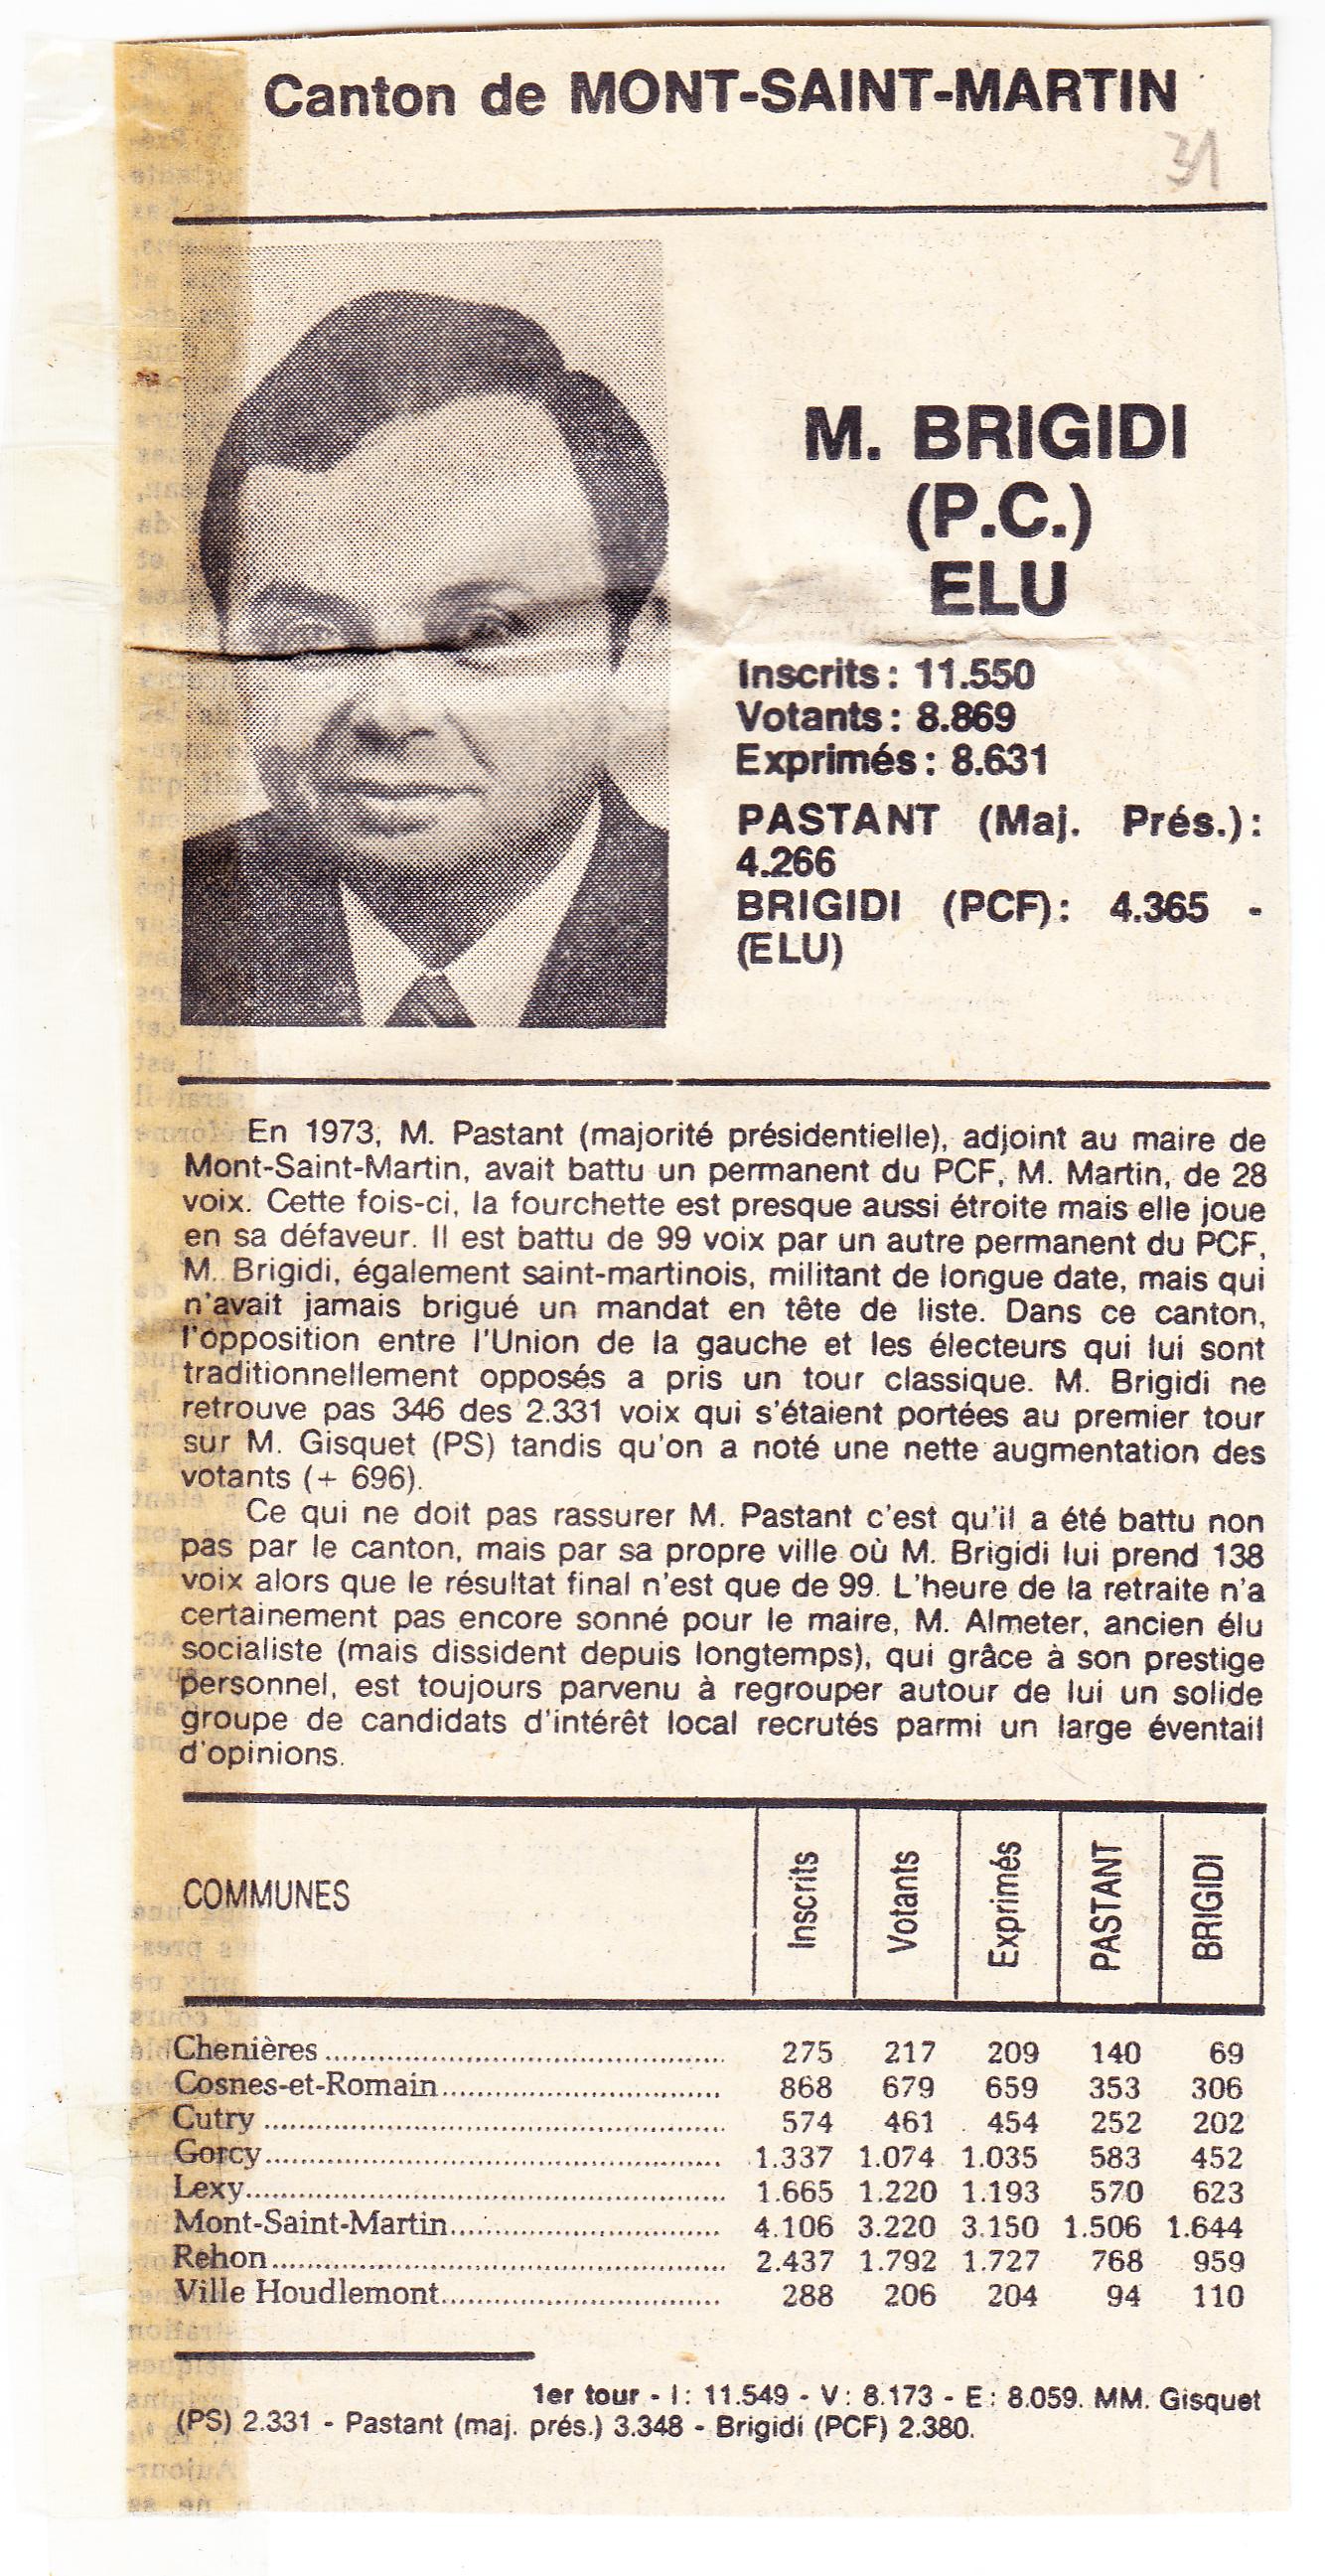 Canton de MONT-SAINT-MARTIN
31
M. BRIGIDI
(P.C.)
ELU
Inscrits : 11.550
Votants : 8.869
Exprimés : 8.631
PASTANT (Maj. Prés.) :
4.266
BRIGIDI (PCF) : 4.365 -
(ELU)
En 1973, M. Pastant (majorité présidentielle), adjoint au maire de
Mont-Saint-Martin, avait battu un permanent du PCF, M. Martin, de 28
voix. Cette fois-ci, la fourchette est presque aussi étroite mais elle joue
en sa défaveur. Il est battu de 99 voix par un autre permanent du PCF,
M. Brigidi, également saint-martinois, militant de longue date, mais qui
n'avait jamais brigué un mandat en tête de liste. Dans ce canton,
l'opposition entre l'Union de la gauche et les électeurs qui lui sont
traditionnellement opposés a pris un tour classique. M. Brigidi ne
retrouve pas 346 des 2.331 voix qui s'étaient portées au premier tour
sur M. Gisquet (PS) tandis qu'on a noté une nette augmentation des
votants (+ 696).
Ce qui ne doit pas rassurer M. Pastant c'est qu'il a été battu non
pas par le canton, mais par sa propre ville où M. Brigidi lui prend 138
voix alors que le résultat final n'est que de 99. L'heure de la retraite n'a
certainement pas encore sonné pour le maire, M. Almeter, ancien élu
socialiste (mais dissident depuis longtemps), qui grâce à son prestige
personnel, est toujours parvenu à regrouper autour de lui un solide
groupe de candidats d'intérêt local recrutés parmi un large éventail
d'opinions.
COMMUNES Inscrits Votants Exprimés PASTANT BRIGIDI
Chenières 275 217 209 140 69
Cosnes-et-Romain 868 679 659 353 306
Cutry 574 461 454 252 202
Gorcy 1.337 1.074 1.035 583 452
Lexy 1.665 1.220 1.193 570 623
Mont-Saint-Martin 4.106 3.220 3.150 1.506 1.644
Rehon 2.437 1.792 1.727 768 959
Ville Houdlemont 288 206 204 94 110
1er tour - I : 11.549 - V : 8.173 - E : 8.059. MM. Gisquet
(PS) 2.331 - Pastant (maj. prés.) 3.348 - Brigidi (PCF) 2.380.